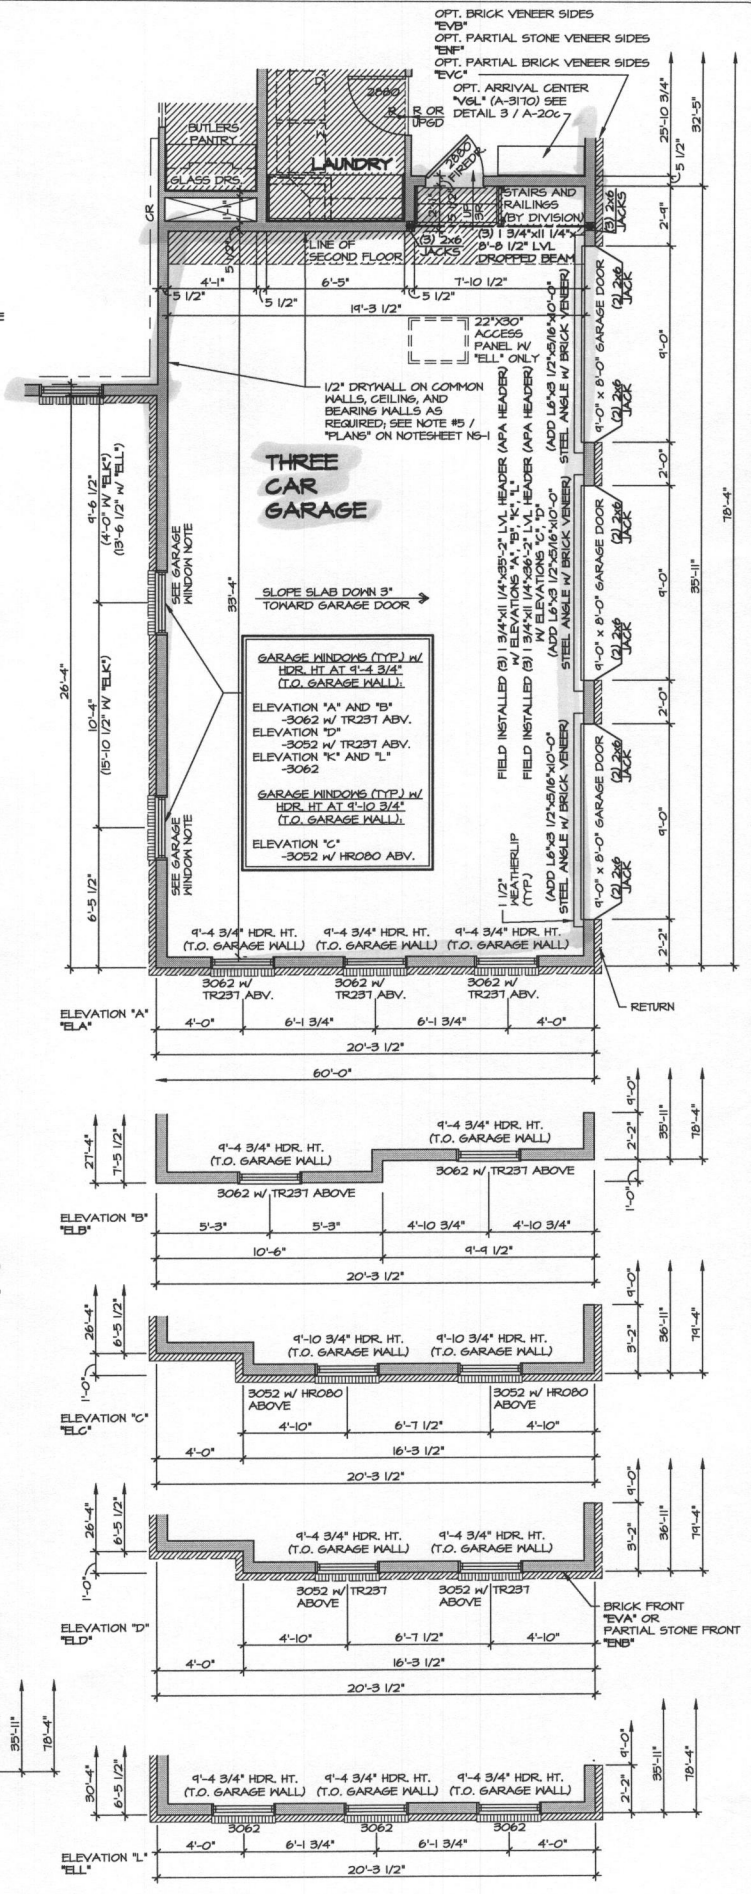 OPT. BRICK VENEER SIDES
"EVB"
OPT. PARTIAL STONE VENEER SIDES
"ENF"
OPT. PARTIAL BRICK VENEER SIDES
"EVC"
OPT. ARRIVAL CENTER
"VGL" (A-3170) SEE
DETAIL 3 / A-20c
25'-10 3/4"
32'-5"
5 1/2"
2'-9"
78'-4"
2880
R OR
UPGD
BUTLERS
PANTRY
GLASS DRS.
LAUNDRY
2880
FIREDR.
UP
STAIRS AND
RAILINGS
(BY DIVISION)
(3) 2x6
JACKS
CR
5 1/2"
LINE OF
SECOND FLOOR
(3) 2x6
JACKS
(3) 1 3/4"x11 1/4"x
8'-8 1/2" LVL
DROPPED BEAM
4'-1"
6'-5"
7'-10 1/2"
5 1/2"
5 1/2"
5 1/2"
19'-3 1/2"
22"X30"
ACCESS
PANEL W/
"ELL" ONLY
1/2" DRYWALL ON COMMON
WALLS, CEILING, AND
BEARING WALLS AS
REQUIRED; SEE NOTE #5 /
"PLANS" ON NOTESHEET NS-1
THREE
CAR
GARAGE
SLOPE SLAB DOWN 3"
TOWARD GARAGE DOOR
33'-4"
26'-4"
9'-6 1/2"
(4'-0" W/ "ELK")
(13'-6 1/2" W/ "ELL")
10'-4"
(15'-10 1/2" W/ "ELK")
6'-5 1/2"
SEE GARAGE
WINDOW NOTE
SEE GARAGE
WINDOW NOTE
GARAGE WINDOWS (TYP.) W/
HDR. HT AT 9'-4 3/4"
(T.O. GARAGE WALL):
ELEVATION "A" AND "B"
-3062 W/ TR237 ABV.
ELEVATION "D"
-3052 W/ TR237 ABV.
ELEVATION "K" AND "L"
-3062
GARAGE WINDOWS (TYP.) W/
HDR. HT AT 9'-10 3/4"
(T.O. GARAGE WALL):
ELEVATION "C"
-3052 W/ HR080 ABV.
FIELD INSTALLED (3) 1 3/4"x11 1/4"x35'-2" LVL HEADER (APA HEADER)
W/ ELEVATIONS "A", "B", "K", "L"
FIELD INSTALLED (3) 1 3/4"x11 1/4"x36'-2" LVL HEADER (APA HEADER)
W/ ELEVATIONS "C", "D"
(ADD L6"x3 1/2"x5/16"x10'-0"
STEEL ANGLE W/ BRICK VENEER)
(ADD L6"x3 1/2"x5/16"x10'-0"
STEEL ANGLE W/ BRICK VENEER)
(ADD L6"x3 1/2"x5/16"x10'-0"
STEEL ANGLE W/ BRICK VENEER)
1 1/2"
WEATHERLIP
(TYP.)
9'-0" x 8'-0" GARAGE DOOR
9'-0" x 8'-0" GARAGE DOOR
9'-0" x 8'-0" GARAGE DOOR
(2) 2x6
JACK
(2) 2x6
JACK
(2) 2x6
JACK
(2) 2x6
JACK
(2) 2x6
JACK
(2) 2x6
JACK
9'-0"
2'-0"
9'-0"
2'-0"
9'-0"
2'-2"
35'-11"
9'-4 3/4" HDR. HT. 9'-4 3/4" HDR. HT. 9'-4 3/4" HDR. HT.
(T.O. GARAGE WALL) (T.O. GARAGE WALL) (T.O. GARAGE WALL)
3062 W/ 3062 W/ 3062 W/
TR237 ABV. TR237 ABV. TR237 ABV.
RETURN
ELEVATION "A"
"ELA"
4'-0" 6'-1 3/4" 6'-1 3/4" 4'-0"
20'-3 1/2"
60'-0"
27'-4"
7'-5 1/2"
9'-4 3/4" HDR. HT.
(T.O. GARAGE WALL)
9'-4 3/4" HDR. HT.
(T.O. GARAGE WALL)
3062 W/ TR237 ABOVE
3062 W/ TR237 ABOVE
9'-0"
2'-2"
1'-0"
35'-11"
78'-4"
ELEVATION "B"
"ELB"
5'-3" 5'-3" 4'-10 3/4" 4'-10 3/4"
10'-6" 9'-9 1/2"
20'-3 1/2"
26'-4"
6'-5 1/2"
1'-0"
9'-10 3/4" HDR. HT. 9'-10 3/4" HDR. HT.
(T.O. GARAGE WALL) (T.O. GARAGE WALL)
3052 W/ HR080 3052 W/ HR080
ABOVE ABOVE
9'-0"
3'-2"
36'-11"
79'-4"
ELEVATION "C"
"ELC"
4'-10" 6'-7 1/2" 4'-10"
4'-0" 16'-3 1/2"
20'-3 1/2"
26'-4"
6'-5 1/2"
1'-0"
9'-4 3/4" HDR. HT. 9'-4 3/4" HDR. HT.
(T.O. GARAGE WALL) (T.O. GARAGE WALL)
3052 W/ TR237 3052 W/ TR237
ABOVE ABOVE
9'-0"
3'-2"
36'-11"
79'-4"
BRICK FRONT
"EVA" OR
PARTIAL STONE FRONT
"ENB"
ELEVATION "D"
"ELD"
4'-10" 6'-7 1/2" 4'-10"
4'-0" 16'-3 1/2"
20'-3 1/2"
35'-11"
78'-4"
30'-4"
6'-5 1/2"
9'-4 3/4" HDR. HT. 9'-4 3/4" HDR. HT. 9'-4 3/4" HDR. HT.
(T.O. GARAGE WALL) (T.O. GARAGE WALL) (T.O. GARAGE WALL)
3062 3062 3062
9'-0"
2'-2"
35'-11"
78'-4"
ELEVATION "L"
"ELL"
4'-0" 6'-1 3/4" 6'-1 3/4" 4'-0"
20'-3 1/2"